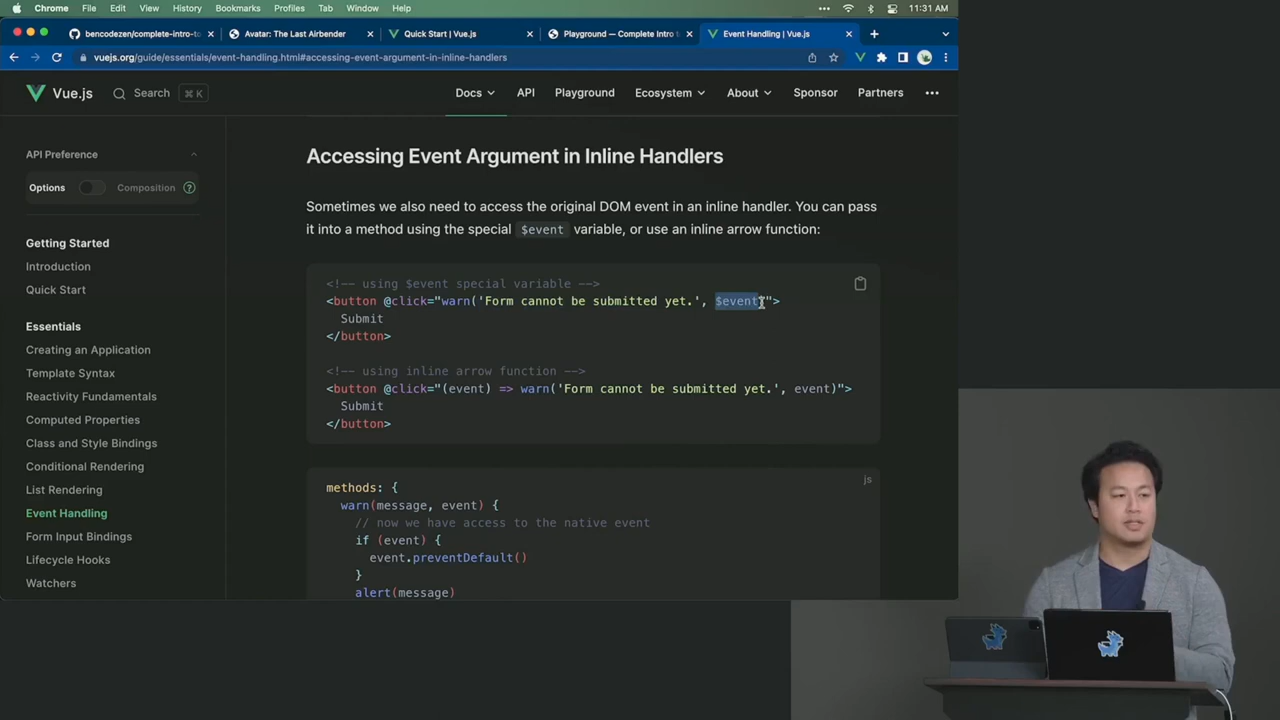 Chrome File Edit View History Bookmarks Profiles Tab Window Help
••• 11:31 AM
bencodezen/complete-intro-to- ×
Avatar: The Last Airbender ×
Quick Start | Vue.js ×
Playground — Complete Intro t ×
Event Handling | Vue.js ×
vuejs.org/guide/essentials/event-handling.html#accessing-event-argument-in-inline-handlers
Vue.js Search ⌘ K Docs API Playground Ecosystem About Sponsor Partners •••
API Preference
Options Composition ?
Getting Started
Introduction
Quick Start
Essentials
Creating an Application
Template Syntax
Reactivity Fundamentals
Computed Properties
Class and Style Bindings
Conditional Rendering
List Rendering
Event Handling
Form Input Bindings
Lifecycle Hooks
Watchers
Accessing Event Argument in Inline Handlers
Sometimes we also need to access the original DOM event in an inline handler. You can pass
it into a method using the special $event variable, or use an inline arrow function:
<!-- using $event special variable -->
<button @click="warn('Form cannot be submitted yet.', $event)">
Submit
</button>
<!-- using inline arrow function -->
<button @click="(event) => warn('Form cannot be submitted yet.', event)">
Submit
</button>
js
methods: {
warn(message, event) {
// now we have access to the native event
if (event) {
event.preventDefault()
}
alert(message)